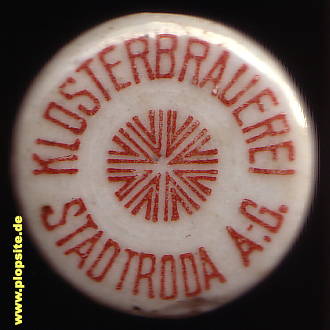 KLOSTERBRAUEREI
STADTRODA A.-G.
www.plopsite.de